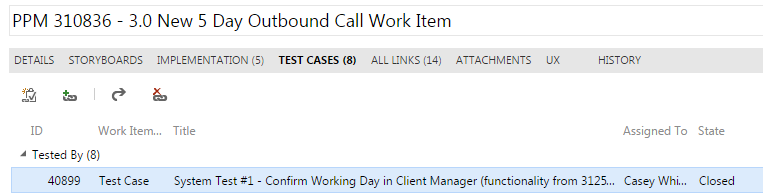 PPM 310836 - 3.0 New 5 Day Outbound Call Work Item
DETAILS STORYBOARDS IMPLEMENTATION (5) TEST CASES (8) ALL LINKS (14) ATTACHMENTS UX HISTORY
ID Work Item... Title Assigned To State
Tested By (8)
40899 Test Case System Test #1 - Confirm Working Day in Client Manager (functionality from 3125... Casey Whi... Closed